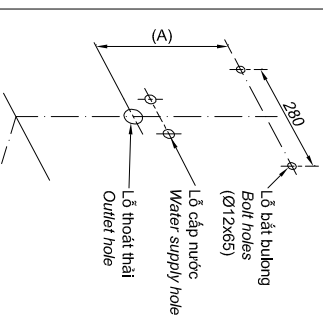 (A)
280
Lỗ bắt bulong
Bolt holes
(Ø12x65)
Lỗ cấp nước
Water supply hole
Lỗ thoát thải
Outlet hole